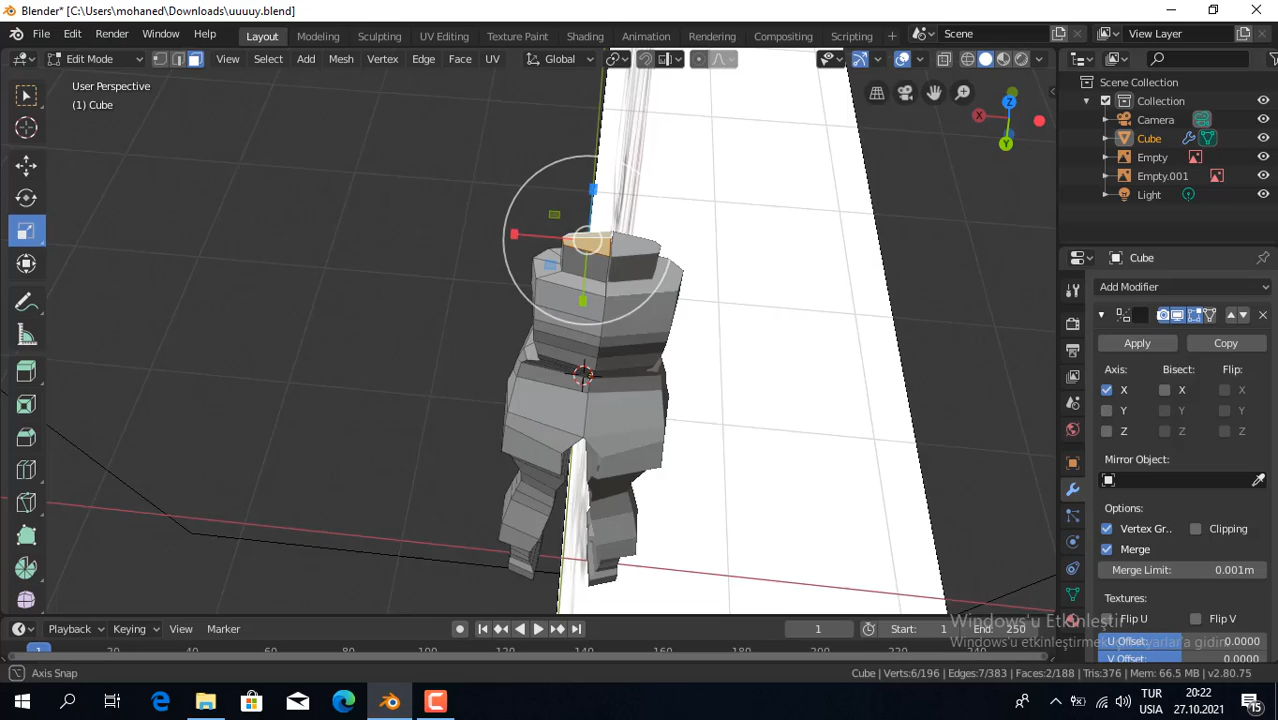 Blender* [C:\Users\mohaned\Downloads\uuuuy.blend]
File Edit Render Window Help Layout Modeling Sculpting UV Editing Texture Paint Shading Animation Rendering Compositing Scripting Scene View Layer
Edit Mode View Select Add Mesh Vertex Edge Face UV Global
User Perspective
(1) Cube
X
Z
Y
Scene Collection
Collection
Camera
Cube
Empty
Empty.001
Light
Cube
Add Modifier
Apply Copy
Axis: Bisect: Flip:
X X X
Y Y Y
Z Z Z
Mirror Object:
Options:
Vertex Gr.. Clipping
Merge
Merge Limit: 0.001m
Textures:
Flip U Flip V
U Offset: 0.0000
V Offset: 0.0000
Windows'u Etkinleştir
Playback Keying View Marker 1 Start: 1 End: 250
1 20 40 60 80 100 120 140 160 180 200 220 240
Axis Snap Cube | Verts:6/196 | Edges:7/383 | Faces:2/188 | Tris:376 | Mem: 66.5 MB | v2.80.75
TUR 20:22
USIA 27.10.2021
15